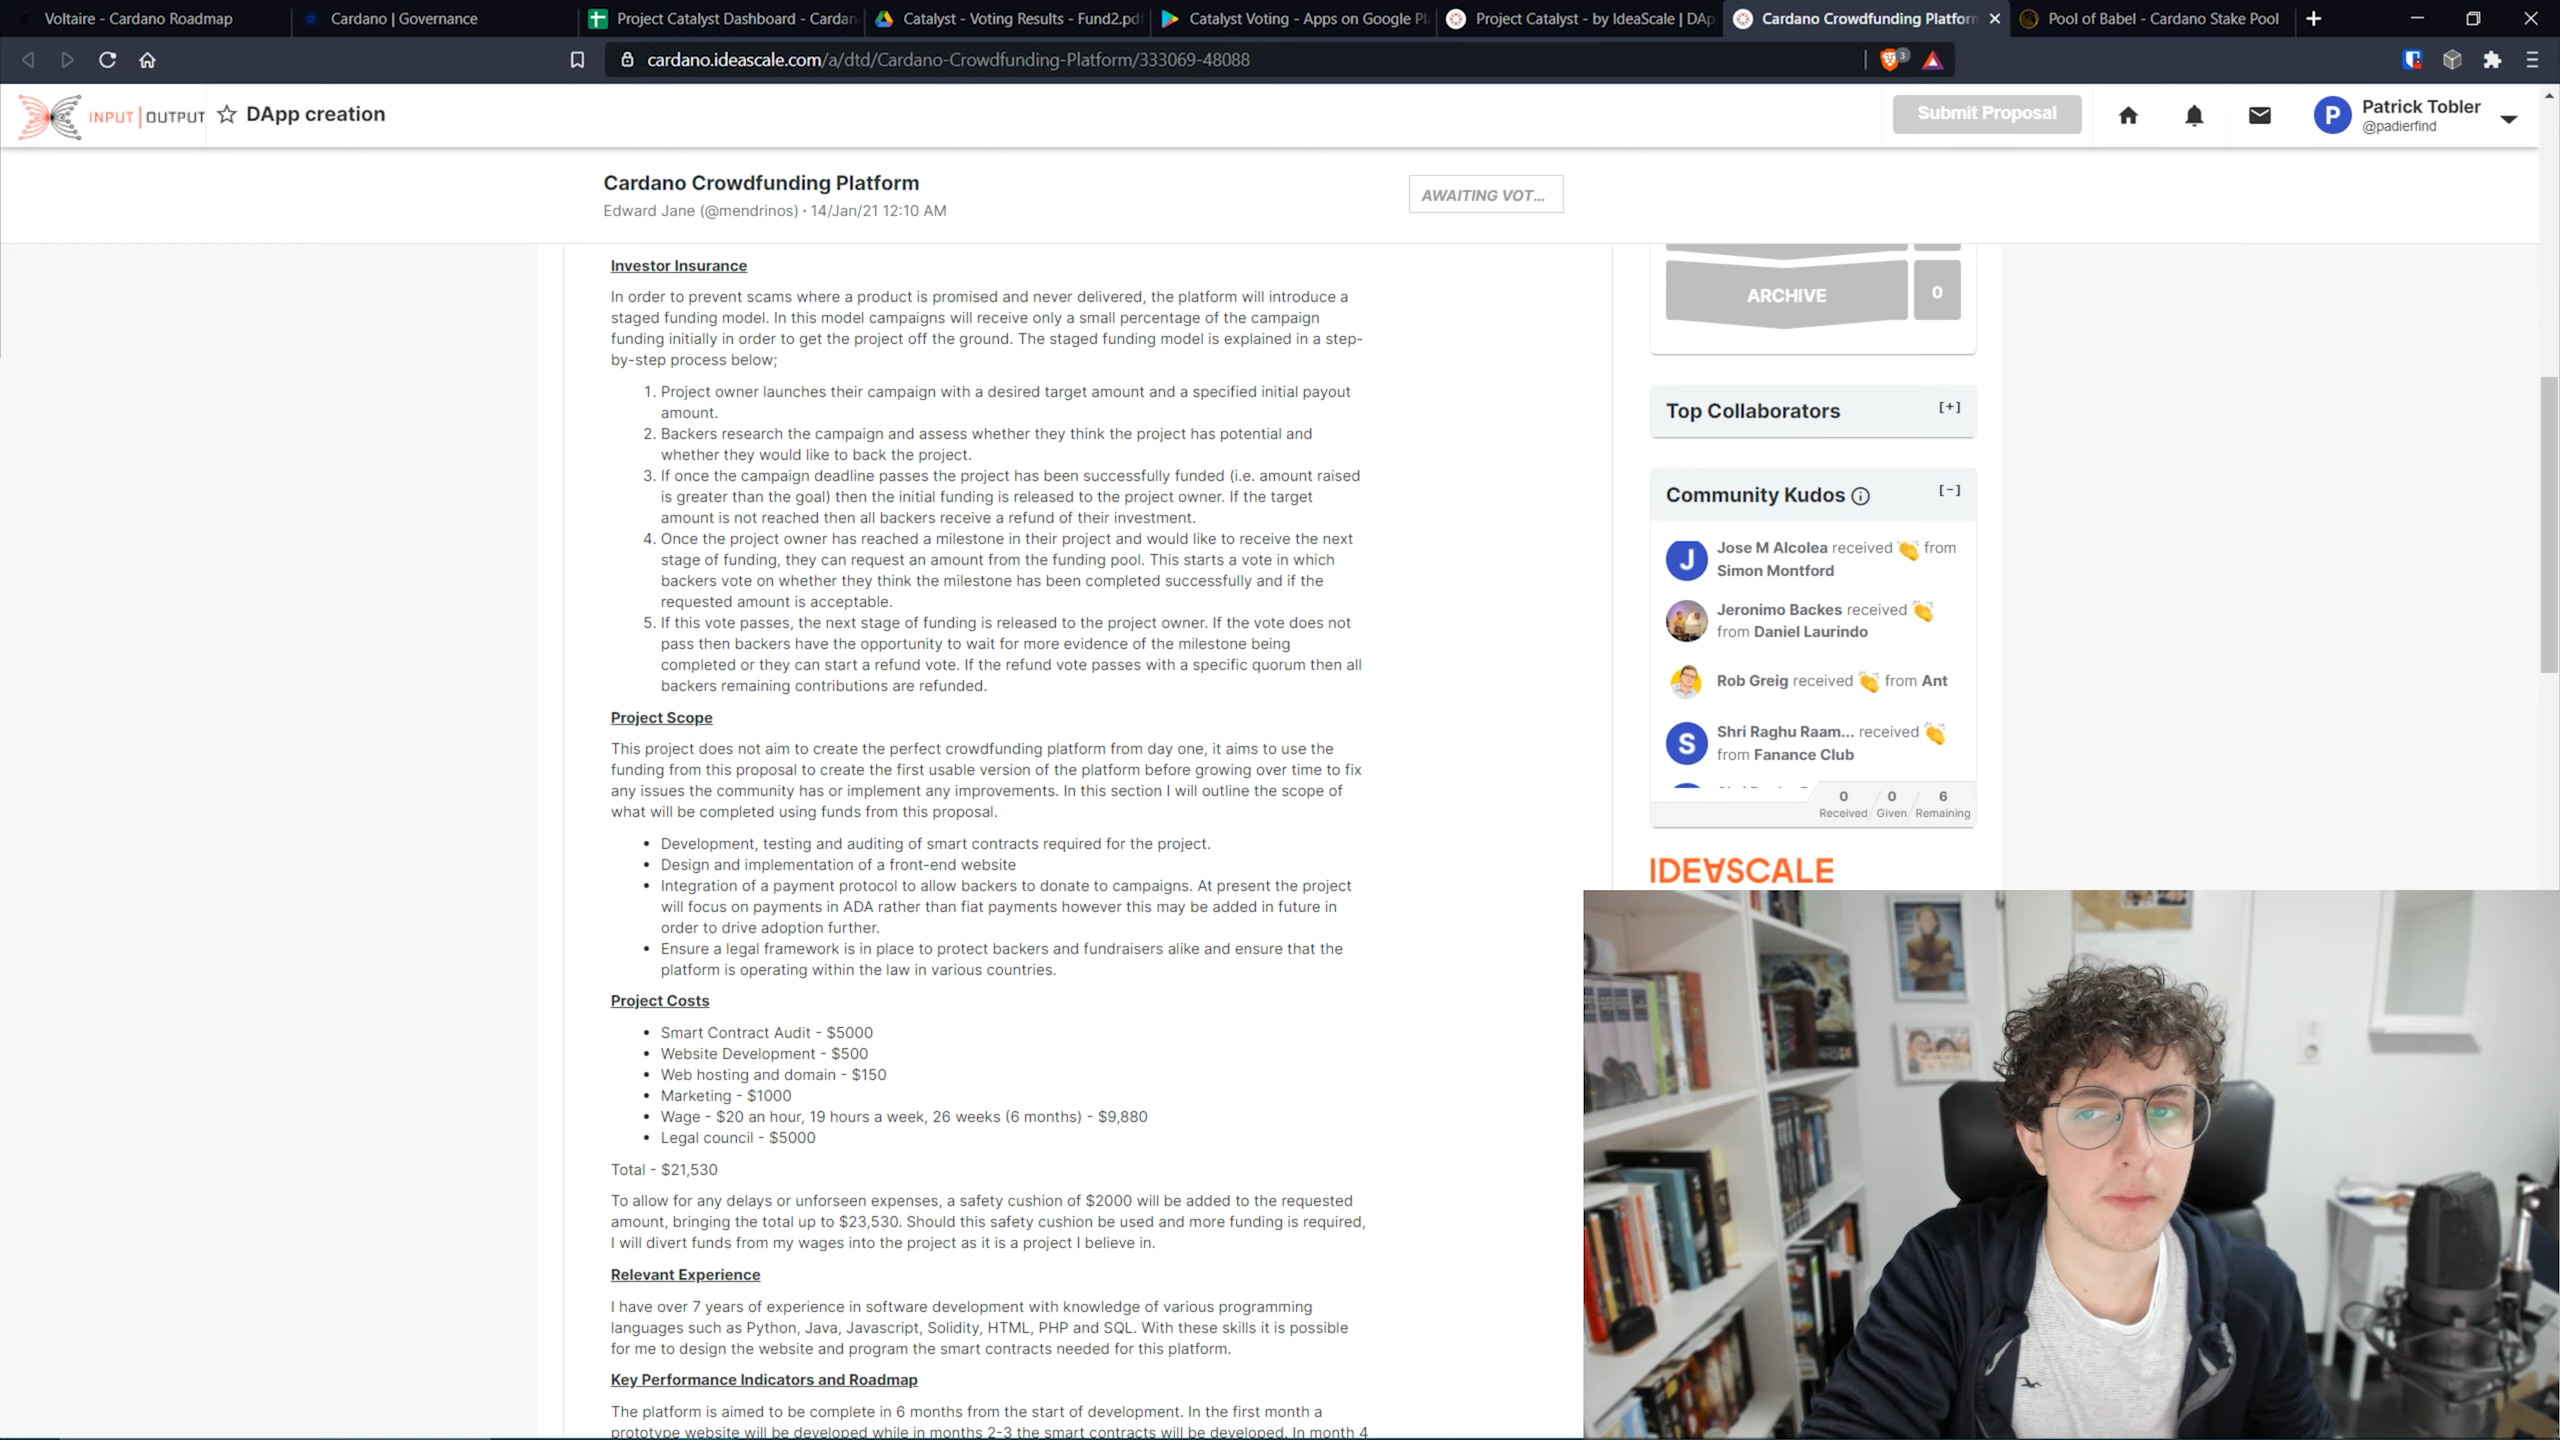 Voltaire - Cardano Roadmap
Cardano | Governance
Project Catalyst Dashboard - Cardan
Catalyst - Voting Results - Fund2.pdf
Catalyst Voting - Apps on Google Pl
Project Catalyst - by IdeaScale | DAp
Cardano Crowdfunding Platform
Pool of Babel - Cardano Stake Pool
cardano.ideascale.com/a/dtd/Cardano-Crowdfunding-Platform/333069-48088
3
INPUT | OUTPUT
DApp creation
Submit Proposal
P
Patrick Tobler
@padierfind
Cardano Crowdfunding Platform
Edward Jane (@mendrinos) · 14/Jan/21 12:10 AM
AWAITING VOT...
Investor Insurance
In order to prevent scams where a product is promised and never delivered, the platform will introduce a
staged funding model. In this model campaigns will receive only a small percentage of the campaign
funding initially in order to get the project off the ground. The staged funding model is explained in a step-
by-step process below;
1. Project owner launches their campaign with a desired target amount and a specified initial payout
amount.
2. Backers research the campaign and assess whether they think the project has potential and
whether they would like to back the project.
3. If once the campaign deadline passes the project has been successfully funded (i.e. amount raised
is greater than the goal) then the initial funding is released to the project owner. If the target
amount is not reached then all backers receive a refund of their investment.
4. Once the project owner has reached a milestone in their project and would like to receive the next
stage of funding, they can request an amount from the funding pool. This starts a vote in which
backers vote on whether they think the milestone has been completed successfully and if the
requested amount is acceptable.
5. If this vote passes, the next stage of funding is released to the project owner. If the vote does not
pass then backers have the opportunity to wait for more evidence of the milestone being
completed or they can start a refund vote. If the refund vote passes with a specific quorum then all
backers remaining contributions are refunded.
Project Scope
This project does not aim to create the perfect crowdfunding platform from day one, it aims to use the
funding from this proposal to create the first usable version of the platform before growing over time to fix
any issues the community has or implement any improvements. In this section I will outline the scope of
what will be completed using funds from this proposal.
• Development, testing and auditing of smart contracts required for the project.
• Design and implementation of a front-end website
• Integration of a payment protocol to allow backers to donate to campaigns. At present the project
will focus on payments in ADA rather than fiat payments however this may be added in future in
order to drive adoption further.
• Ensure a legal framework is in place to protect backers and fundraisers alike and ensure that the
platform is operating within the law in various countries.
Project Costs
• Smart Contract Audit - $5000
• Website Development - $500
• Web hosting and domain - $150
• Marketing - $1000
• Wage - $20 an hour, 19 hours a week, 26 weeks (6 months) - $9,880
• Legal council - $5000
Total - $21,530
To allow for any delays or unforseen expenses, a safety cushion of $2000 will be added to the requested
amount, bringing the total up to $23,530. Should this safety cushion be used and more funding is required,
I will divert funds from my wages into the project as it is a project I believe in.
Relevant Experience
I have over 7 years of experience in software development with knowledge of various programming
languages such as Python, Java, Javascript, Solidity, HTML, PHP and SQL. With these skills it is possible
for me to design the website and program the smart contracts needed for this platform.
Key Performance Indicators and Roadmap
The platform is aimed to be complete in 6 months from the start of development. In the first month a
prototype website will be developed while in months 2-3 the smart contracts will be developed. In month 4
ARCHIVE
0
Top Collaborators
[+]
Community Kudos
[-]
J
Jose M Alcolea received 👏 from
Simon Montford
Jeronimo Backes received 👏
from Daniel Laurindo
Rob Greig received 👏 from Ant
S
Shri Raghu Raam... received 👏
from Fanance Club
0 0 6
Received Given Remaining
IDEASCALE